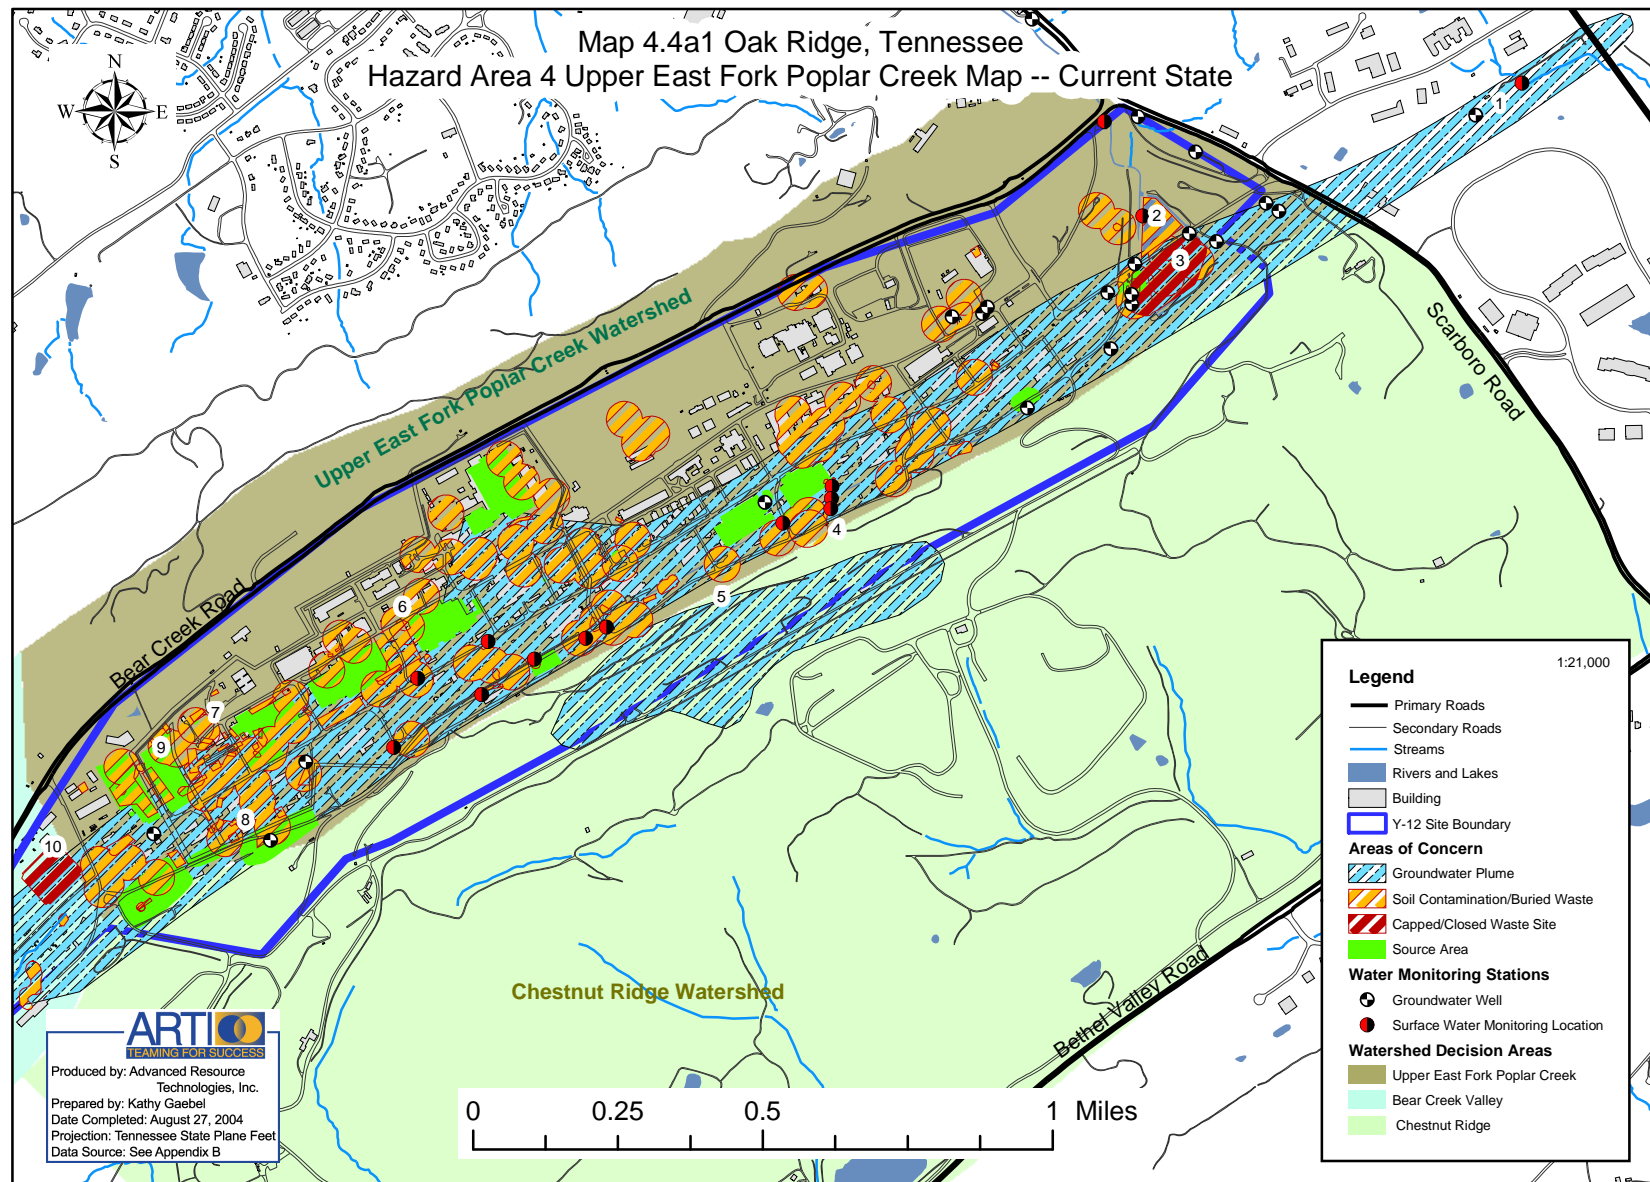 Map 4.4a1 Oak Ridge, Tennessee
Hazard Area 4 Upper East Fork Poplar Creek Map -- Current State
N
W
E
S
1
2
3
Upper East Fork Poplar Creek Watershed
Scarboro Road
4
5
6
Bear Creek Road
7
9
8
10
Chestnut Ridge Watershed
Bethel Valley Road
1:21,000
Legend
Primary Roads
Secondary Roads
Streams
Rivers and Lakes
Building
Y-12 Site Boundary
Areas of Concern
Groundwater Plume
Soil Contamination/Buried Waste
Capped/Closed Waste Site
Source Area
Water Monitoring Stations
Groundwater Well
Surface Water Monitoring Location
Watershed Decision Areas
Upper East Fork Poplar Creek
Bear Creek Valley
Chestnut Ridge
ARTI
TEAMING FOR SUCCESS
Produced by: Advanced Resource
Technologies, Inc.
Prepared by: Kathy Gaebel
Date Completed: August 27, 2004
Projection: Tennessee State Plane Feet
Data Source: See Appendix B
0 0.25 0.5 1 Miles